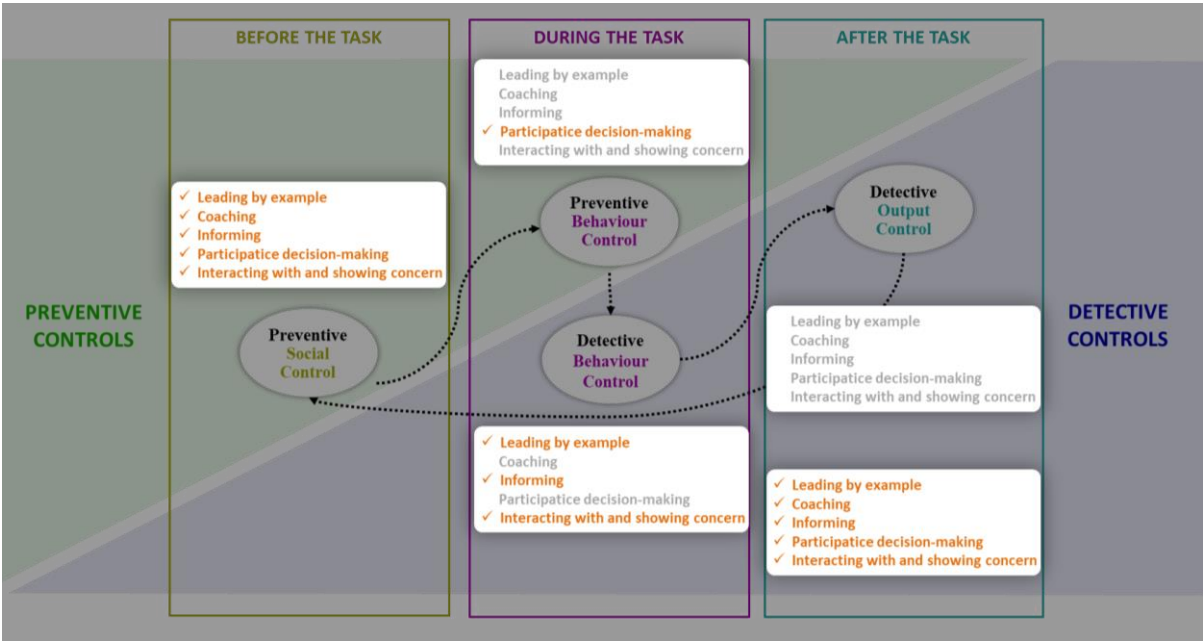 BEFORE THE TASK
DURING THE TASK
AFTER THE TASK
Leading by example
Coaching
Informing
✓ Participatice decision-making
Interacting with and showing concern
✓ Leading by example
✓ Coaching
✓ Informing
✓ Participatice decision-making
✓ Interacting with and showing concern
Preventive
Behaviour
Control
Detective
Output
Control
PREVENTIVE
CONTROLS
Preventive
Social
Control
Detective
Behaviour
Control
Leading by example
Coaching
Informing
Participatice decision-making
Interacting with and showing concern
DETECTIVE
CONTROLS
✓ Leading by example
Coaching
✓ Informing
Participatice decision-making
✓ Interacting with and showing concern
✓ Leading by example
✓ Coaching
✓ Informing
✓ Participatice decision-making
✓ Interacting with and showing concern